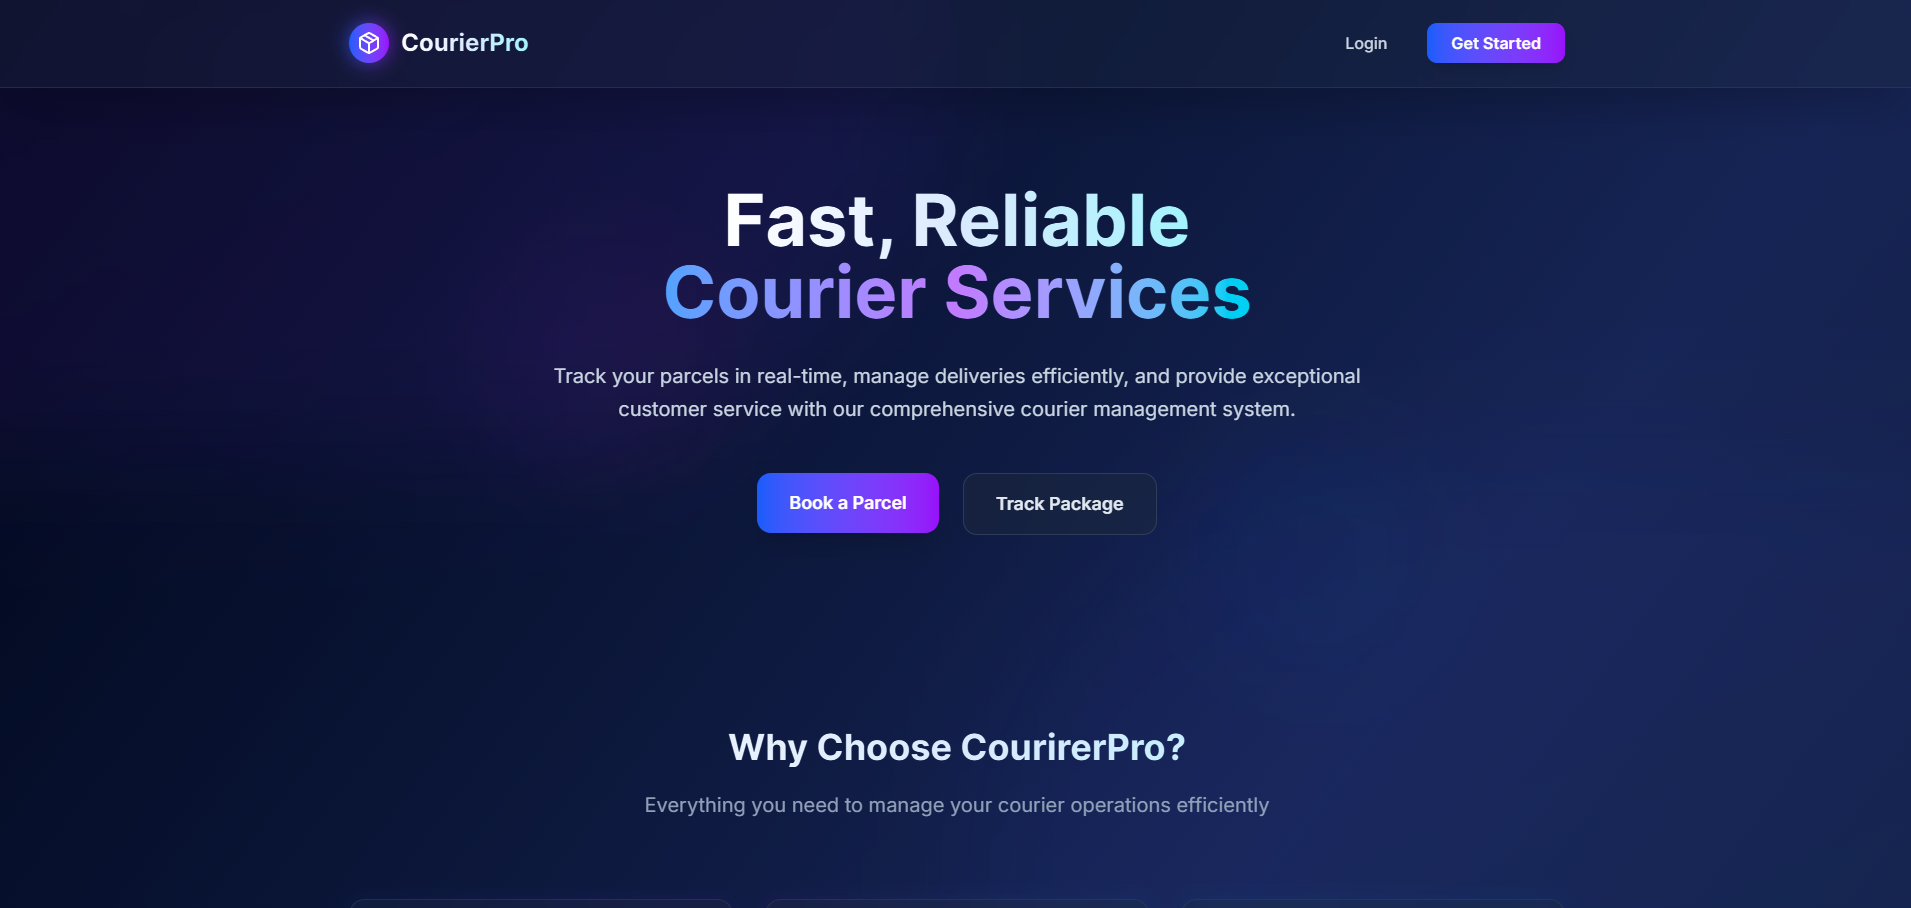 CourierPro
Login
Get Started
Fast, Reliable
Courier Services
Track your parcels in real-time, manage deliveries efficiently, and provide exceptional
customer service with our comprehensive courier management system.
Book a Parcel
Track Package
Why Choose CourirerPro?
Everything you need to manage your courier operations efficiently